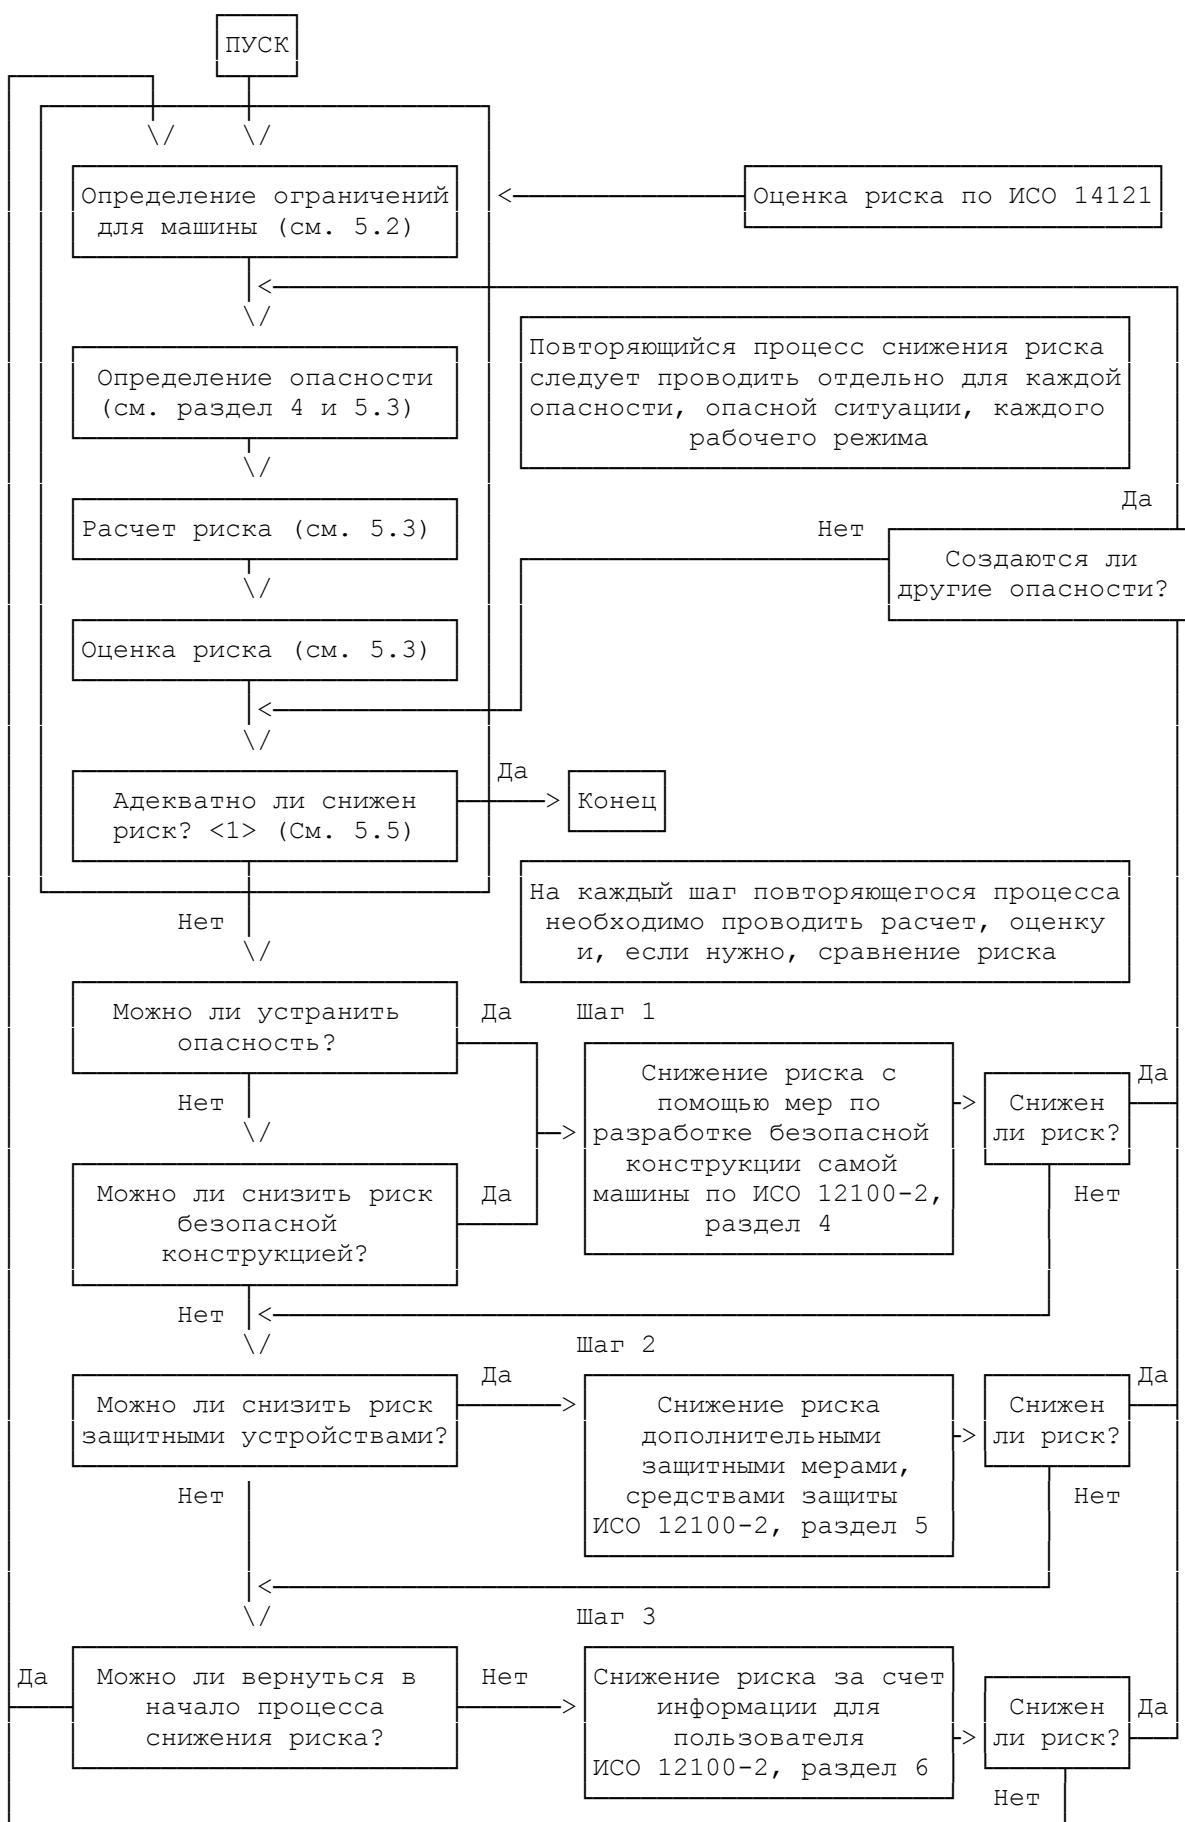 ПУСК
Определение ограничений
для машины (см. 5.2)
Оценка риска по ИСО 14121
Повторяющийся процесс снижения риска
следует проводить отдельно для каждой
опасности, опасной ситуации, каждого
рабочего режима
Определение опасности
(см. раздел 4 и 5.3)
Да
Нет
Расчет риска (см. 5.3)
Создаются ли
другие опасности?
Оценка риска (см. 5.3)
Да
Адекватно ли снижен
риск? <1> (См. 5.5)
Конец
Нет
На каждый шаг повторяющегося процесса
необходимо проводить расчет, оценку
и, если нужно, сравнение риска
Можно ли устранить
опасность?
Да
Шаг 1
Снижение риска с
помощью мер по
разработке безопасной
конструкции самой
машины по ИСО 12100-2,
раздел 4
Снижен
ли риск?
Да
Нет
Нет
Можно ли снизить риск
безопасной
конструкцией?
Да
Нет
Шаг 2
Можно ли снизить риск
защитными устройствами?
Да
Снижение риска
дополнительными
защитными мерами,
средствами защиты
ИСО 12100-2, раздел 5
Снижен
ли риск?
Да
Нет
Нет
Шаг 3
Да
Можно ли вернуться в
начало процесса
снижения риска?
Нет
Снижение риска за счет
информации для
пользователя
ИСО 12100-2, раздел 6
Снижен
ли риск?
Да
Нет